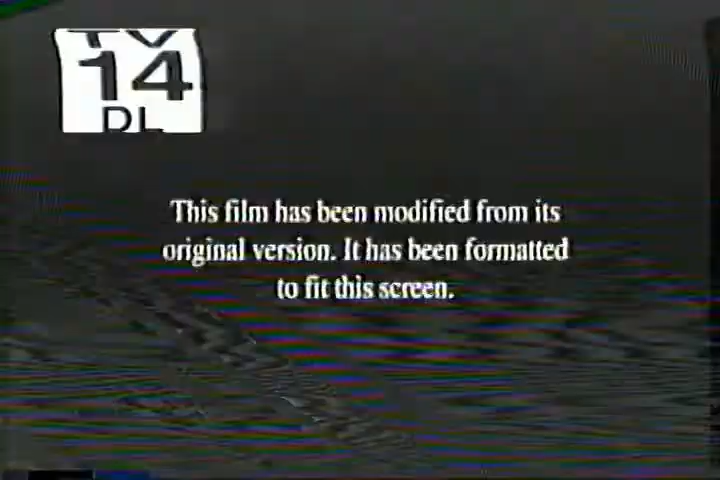 TV
14
DL
This film has been modified from its
original version. It has been formatted
to fit this screen.